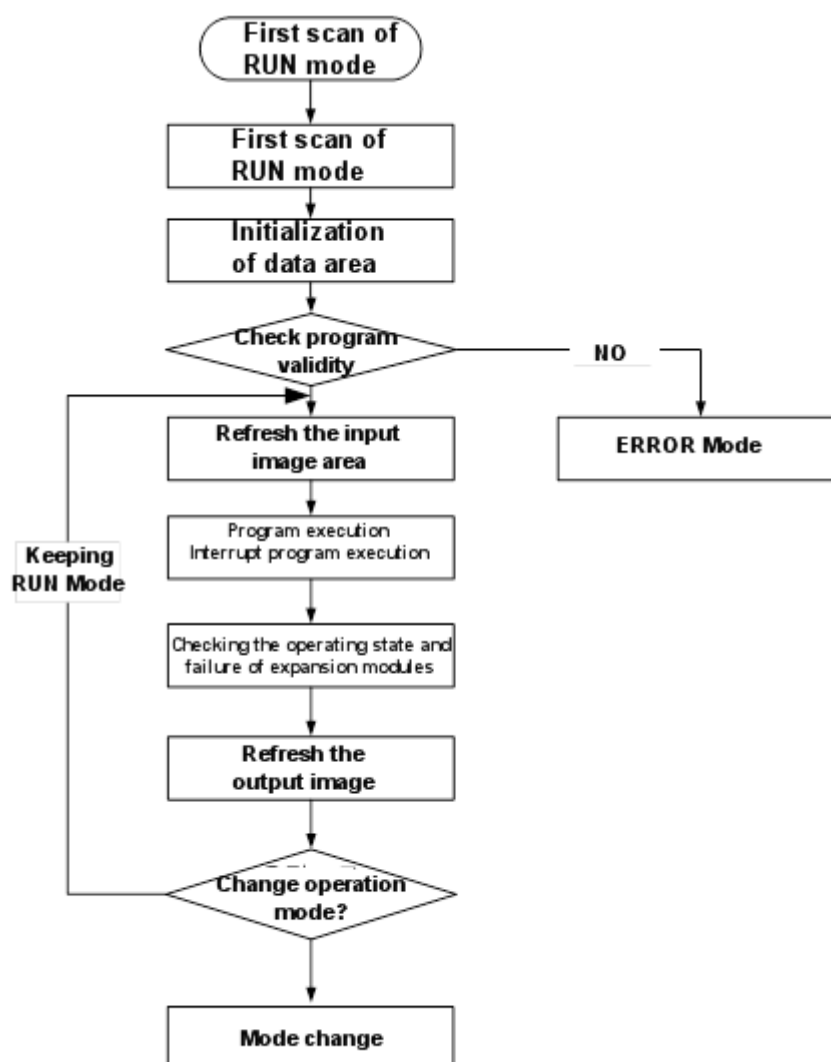 First scan of
RUN mode
First scan of
RUN mode
Initialization
of data area
Check program
validity
NO
Refresh the input
image area
ERROR Mode
Program execution
Interrupt program execution
Keeping
RUN Mode
Checking the operating state and
failure of expansion modules
Refresh the
output image
Change operation
mode?
Mode change